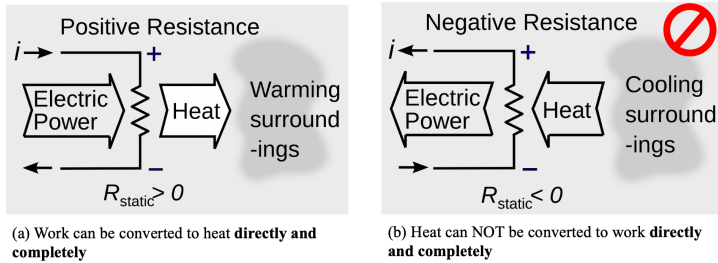 Positive Resistance
i
+
Electric
Power
Heat
Warming
surround
-ings
−
R_static > 0
(a) Work can be converted to heat directly and
completely
Negative Resistance
i
+
Electric
Power
Heat
Cooling
surround
-ings
−
R_static < 0
(b) Heat can NOT be converted to work directly
and completely